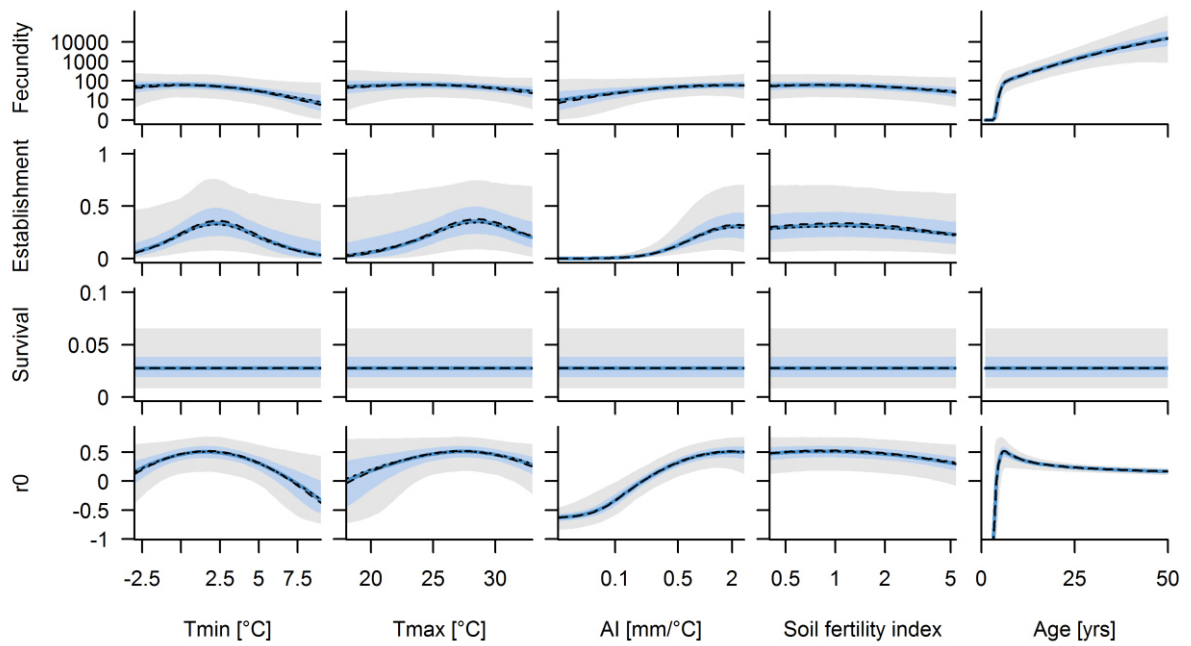 Fecundity
10000
1000
100
10
0
Establishment
1
0.5
0
Survival
0.1
0.05
0
r0
0.5
0
-0.5
-1
-2.5 2.5 5 7.5 20 25 30 0.1 0.5 2 0.5 1 2 5 0 25 50
Tmin [°C] Tmax [°C] AI [mm/°C] Soil fertility index Age [yrs]